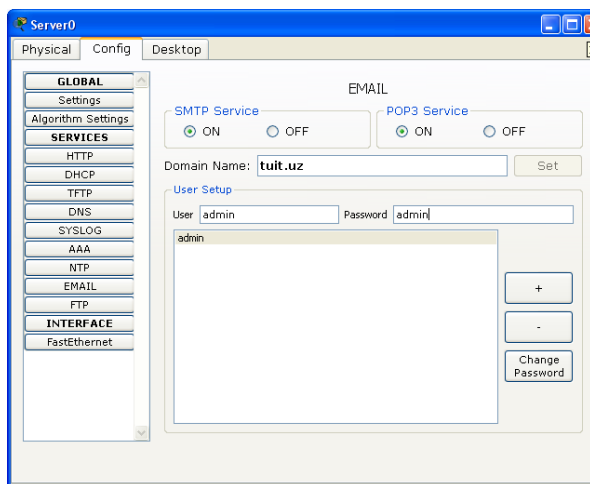 Server0
Physical Config Desktop
GLOBAL
Settings
Algorithm Settings
SERVICES
HTTP
DHCP
TFTP
DNS
SYSLOG
AAA
NTP
EMAIL
FTP
INTERFACE
FastEthernet
EMAIL
SMTP Service
ON OFF
POP3 Service
ON OFF
Domain Name: tuit.uz Set
User Setup
User admin Password admin
admin
+
-
Change
Password